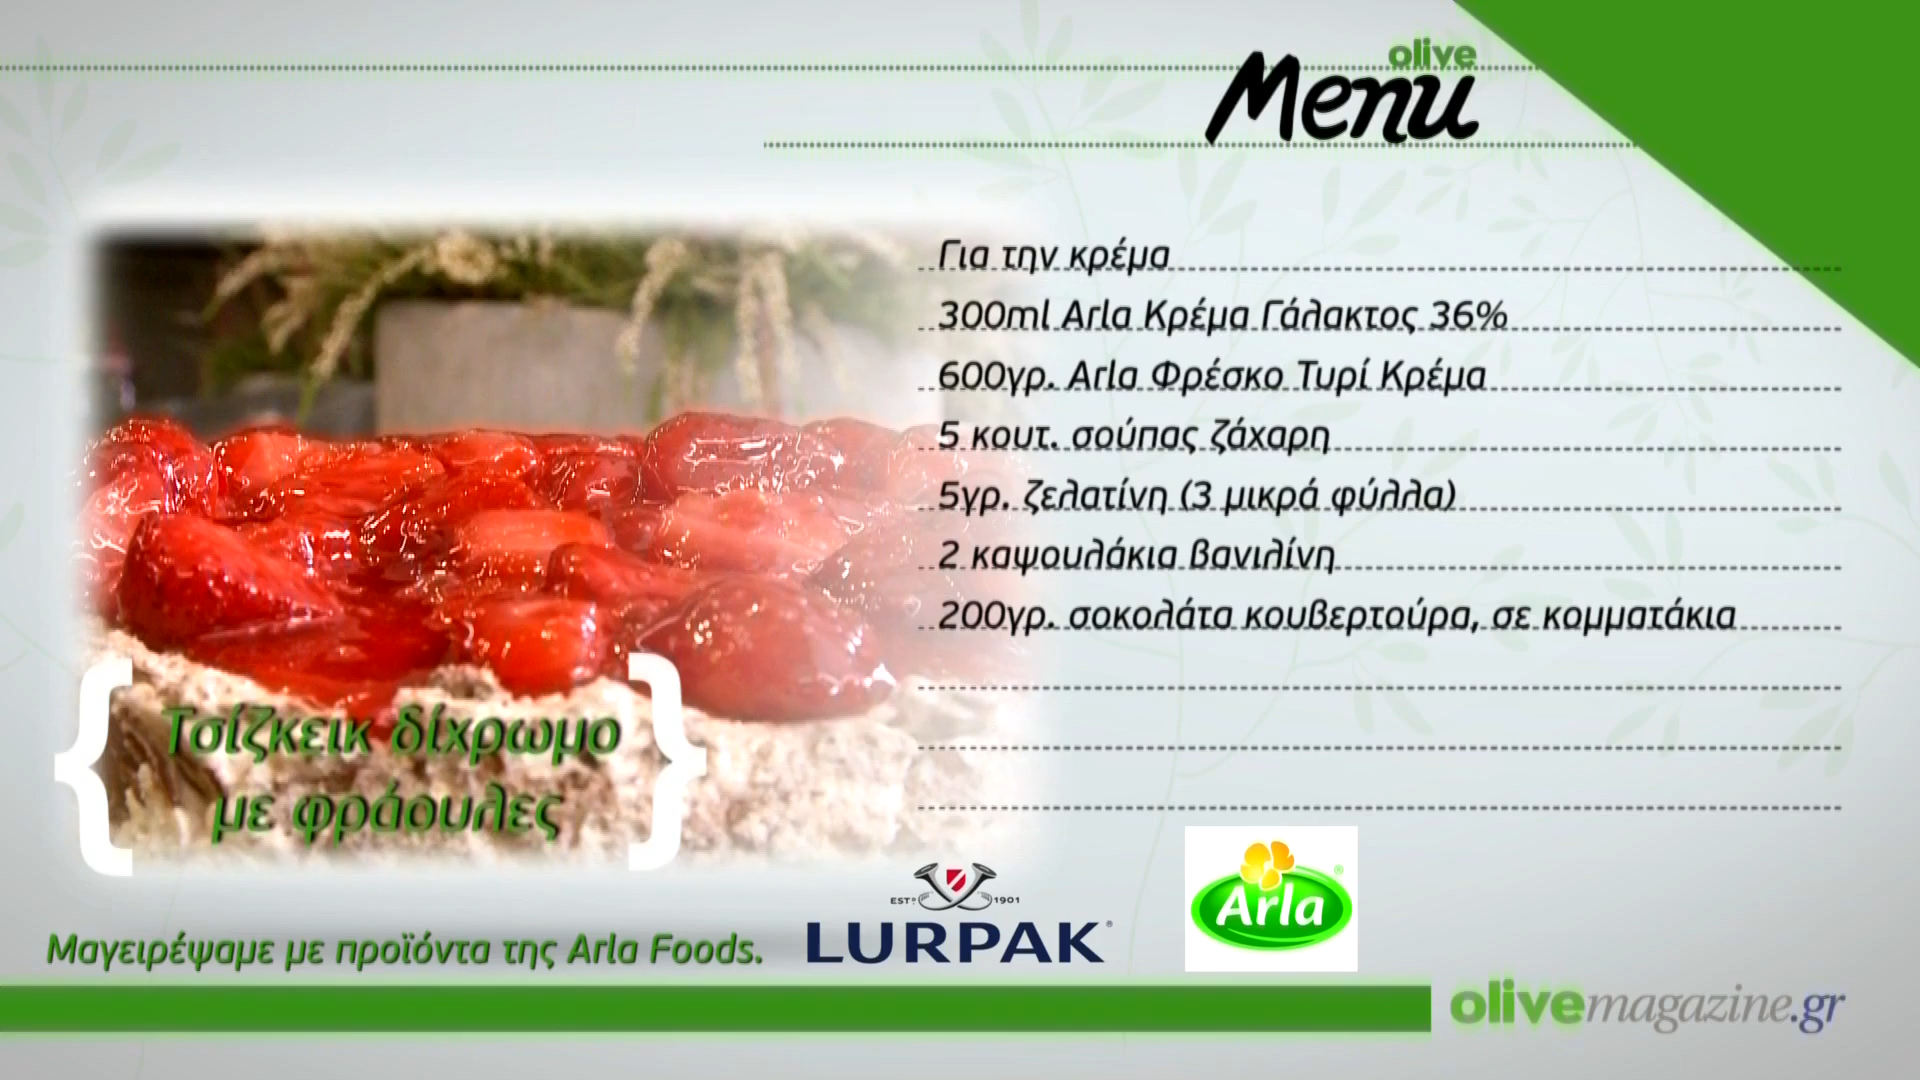 olive
Menu
Για την κρέμα
300ml Arla Κρέμα Γάλακτος 36%
600γρ. Arla Φρέσκο Τυρί Κρέμα
5 κουτ. σούπας ζάχαρη
5γρ. ζελατίνη (3 μικρά φύλλα)
2 καψουλάκια βανιλίνη
200γρ. σοκολάτα κουβερτούρα, σε κομματάκια
Τσίζκεικ δίχρωμο
με φράουλες
Μαγειρέψαμε με προϊόντα της Arla Foods.
ESTD 1901
LURPAK®
Arla®
olivemagazine.gr